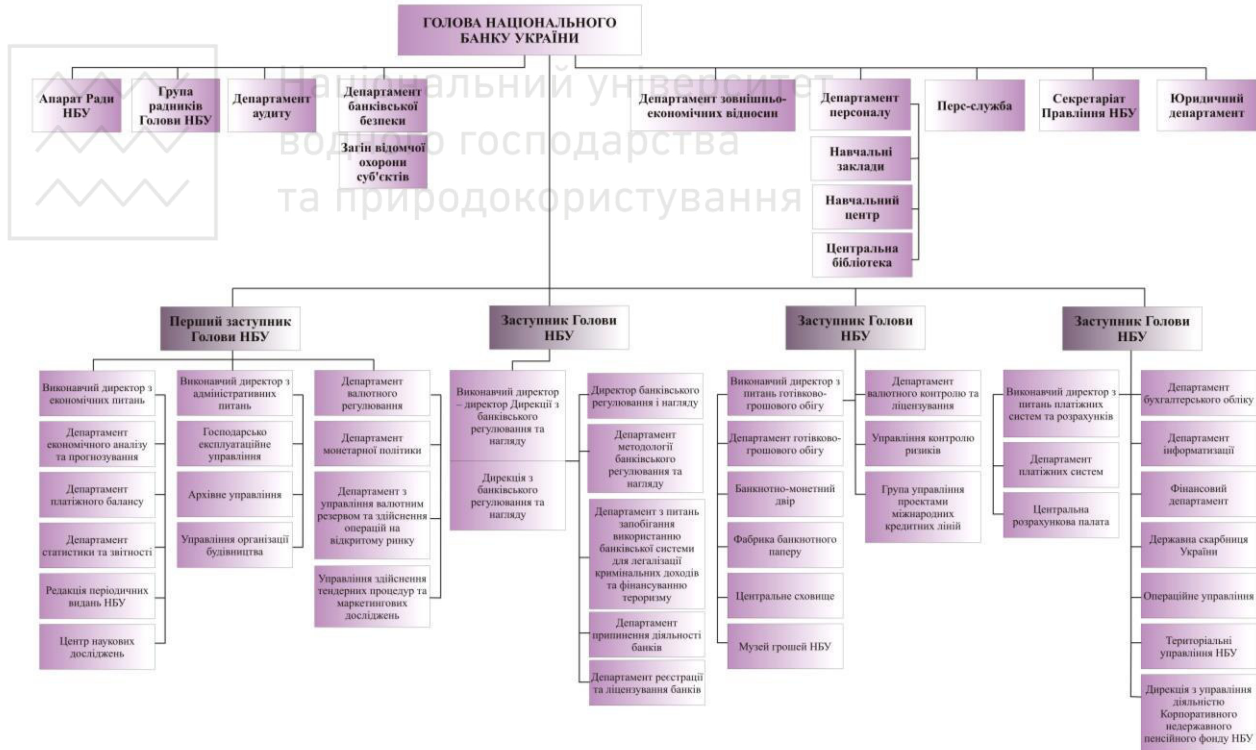 ГОЛОВА НАЦІОНАЛЬНОГО
БАНКУ УКРАЇНИ
Національний університет
водного господарства
та природокористування
Апарат Ради
НБУ
Група
радників
Голови НБУ
Департамент
аудиту
Департамент
банківської
безпеки
Загін відомчої
охорони
суб'єктів
Департамент зовнішньо-
економічних відносин
Департамент
персоналу
Навчальні
заклади
Навчальний
центр
Центральна
бібліотека
Перс-служба
Секретаріат
Правління НБУ
Юридичний
департамент
Перший заступник
Голови НБУ
Виконавчий директор з
економічних питань
Департамент
економічного аналізу
та прогнозування
Департамент
платіжного балансу
Департамент
статистики та звітності
Редакція періодичних
видань НБУ
Центр наукових
досліджень
Виконавчий директор з
адміністративних
питань
Господарсько
експлуатаційне
управління
Архівне управління
Управління організації
будівництва
Департамент
валютного
регулювання
Департамент
монетарної політики
Департамент з
управління валютним
резервом та здійснення
операцій на
відкритому ринку
Управління здійснення
тендерних процедур та
маркетингових
досліджень
Заступник Голови
НБУ
Виконавчий директор
– директор Дирекції з
банківського
регулювання та
нагляду
Дирекція з
банківського
регулювання та
нагляду
Директор банківського
регулювання і нагляду
Департамент
методології
банківського
регулювання та
нагляду
Департамент з питань
запобігання
використанню
банківської системи
для легалізації
кримінальних доходів
та фінансуванню
тероризму
Департамент
припинення діяльності
банків
Департамент реєстрації
та ліцензування банків
Заступник Голови
НБУ
Виконавчий директор з
питань готівково-
грошового обігу
Департамент готівково-
грошового обігу
Банкнотно-монетний
двір
Фабрика банкнотного
паперу
Центральне сховище
Музей грошей НБУ
Департамент
валютного контролю та
ліцензування
Управління контролю
ризиків
Група управління
проектами
міжнародних
кредитних ліній
Заступник Голови
НБУ
Виконавчий директор з
питань платіжних
систем та розрахунків
Департамент
платіжних систем
Центральна
розрахункова палата
Департамент
бухгалтерського обліку
Департамент
інформатизації
Фінансовий
департамент
Державна скарбниця
України
Операційне управління
Територіальні
управління НБУ
Дирекція з управління
діяльністю
Корпоративного
недержавного
пенсійного фонду НБУ